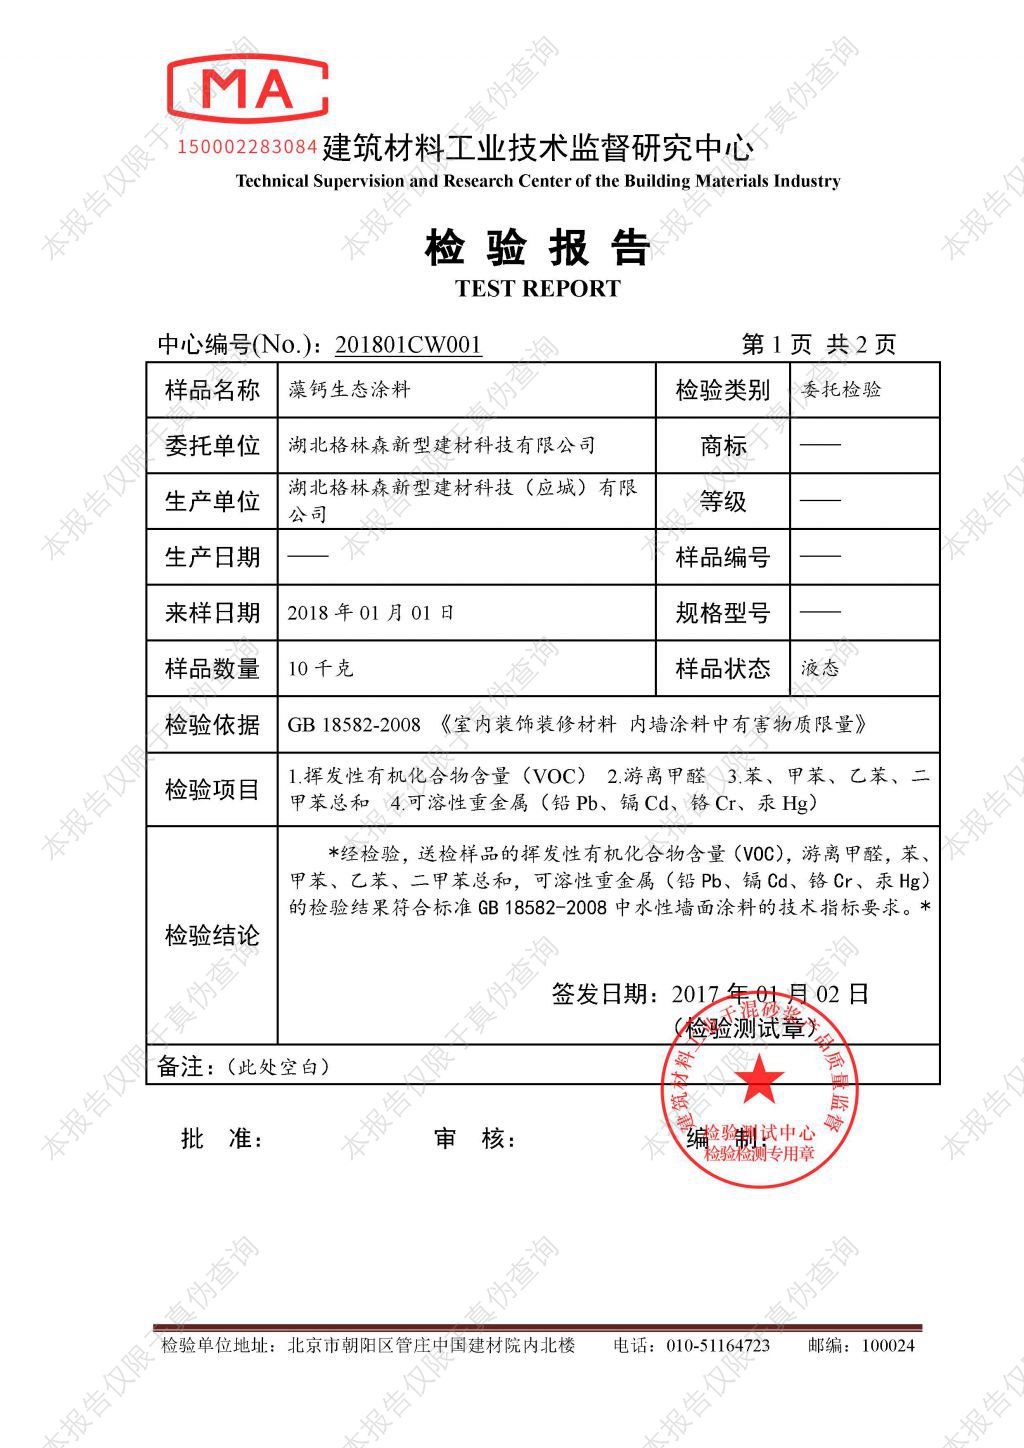 MA
150002283084 建筑材料工业技术监督研究中心
Technical Supervision and Research Center of the Building Materials Industry
检 验 报 告
TEST REPORT
中心编号(No.)：201801CW001 第 1 页 共 2 页
样品名称 藻钙生态涂料 检验类别 委托检验
委托单位 湖北格林森新型建材科技有限公司 商标 ——
生产单位 湖北格林森新型建材科技（应城）有限
公司 等级 ——
生产日期 —— 样品编号 ——
来样日期 2018 年 01 月 01 日 规格型号 ——
样品数量 10 千克 样品状态 液态
检验依据 GB 18582-2008 《室内装饰装修材料 内墙涂料中有害物质限量》
检验项目 1.挥发性有机化合物含量（VOC） 2.游离甲醛 3.苯、甲苯、乙苯、二
甲苯总和 4.可溶性重金属（铅 Pb、镉 Cd、铬 Cr、汞 Hg）
检验结论 *经检验，送检样品的挥发性有机化合物含量（VOC），游离甲醛，苯、
甲苯、乙苯、二甲苯总和，可溶性重金属（铅 Pb、镉 Cd、铬 Cr、汞 Hg）
的检验结果符合标准 GB 18582-2008 中水性墙面涂料的技术指标要求。*
签发日期：2017 年 01 月 02 日
（检验测试章）
建筑材料工业干混砂浆产品质量监督
检验测试中心
检验检测专用章
备注：（此处空白）
批 准： 审 核： 编 制：
检验单位地址：北京市朝阳区管庄中国建材院内北楼 电话：010-51164723 邮编：100024
本报告仅限于真伪查询